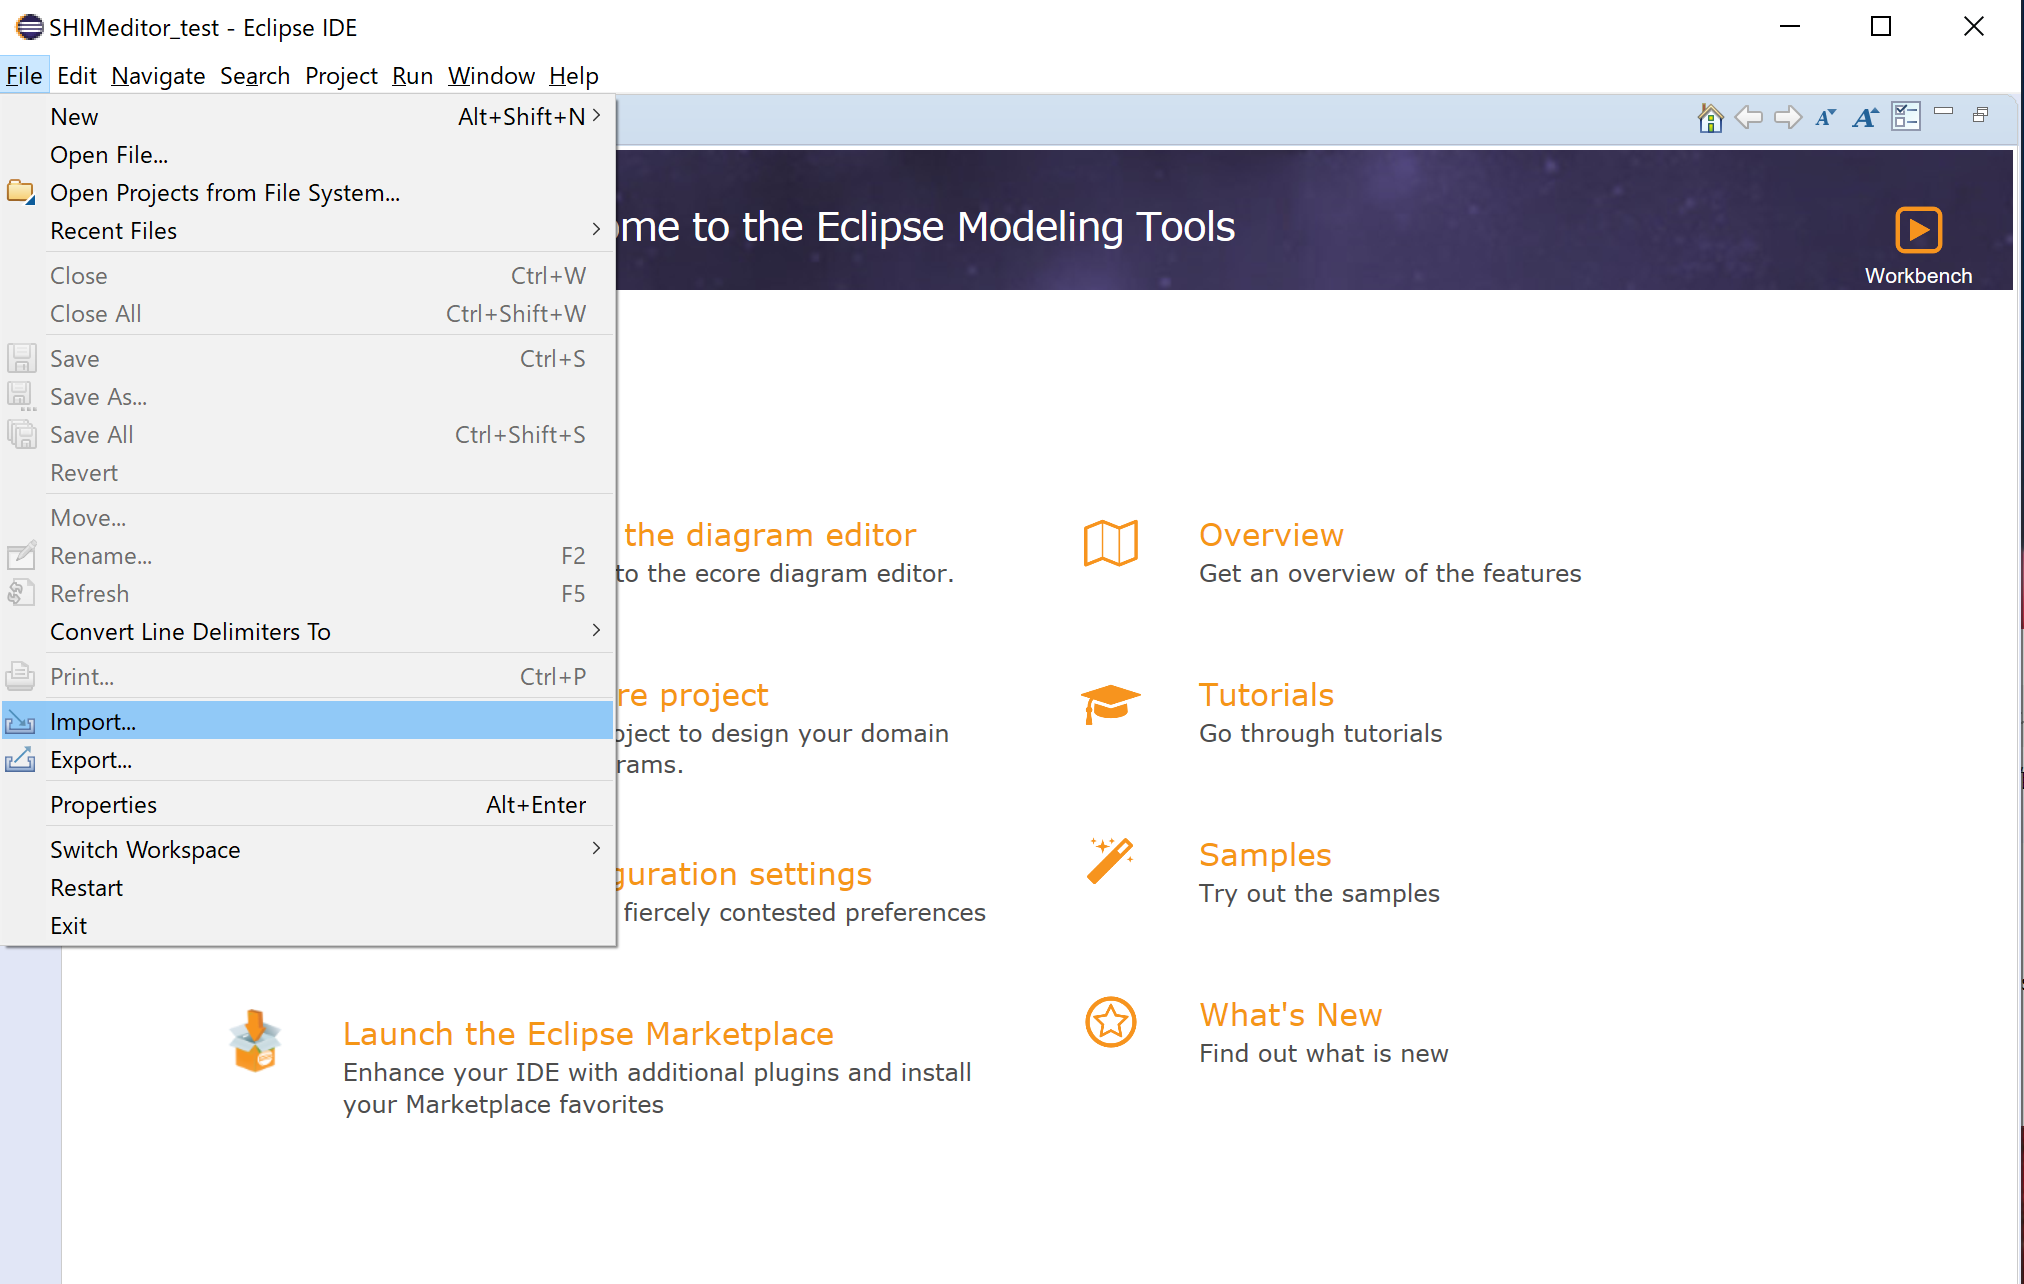 SHIMeditor_test - Eclipse IDE
File Edit Navigate Search Project Run Window Help
New Alt+Shift+N
Open File...
Open Projects from File System...
Recent Files
Close Ctrl+W
Close All Ctrl+Shift+W
Save Ctrl+S
Save As...
Save All Ctrl+Shift+S
Revert
Move...
Rename... F2
Refresh F5
Convert Line Delimiters To
Print... Ctrl+P
Import...
Export...
Properties Alt+Enter
Switch Workspace
Restart
Exit
ome to the Eclipse Modeling Tools
Workbench
the diagram editor
to the ecore diagram editor.
re project
oject to design your domain
rams.
guration settings
fiercely contested preferences
Launch the Eclipse Marketplace
Enhance your IDE with additional plugins and install
your Marketplace favorites
Overview
Get an overview of the features
Tutorials
Go through tutorials
Samples
Try out the samples
What's New
Find out what is new